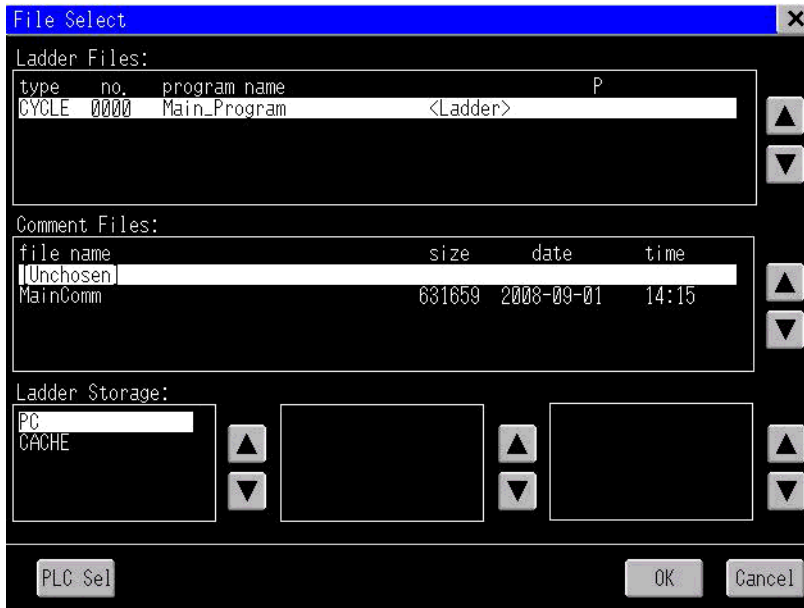 File Select
Ladder Files:
type no. program name P
CYCLE 0000 Main_Program <Ladder>
Comment Files:
file name size date time
[Unchosen]
MainComm 631659 2008-09-01 14:15
Ladder Storage:
PC
CACHE
PLC Sel OK Cancel